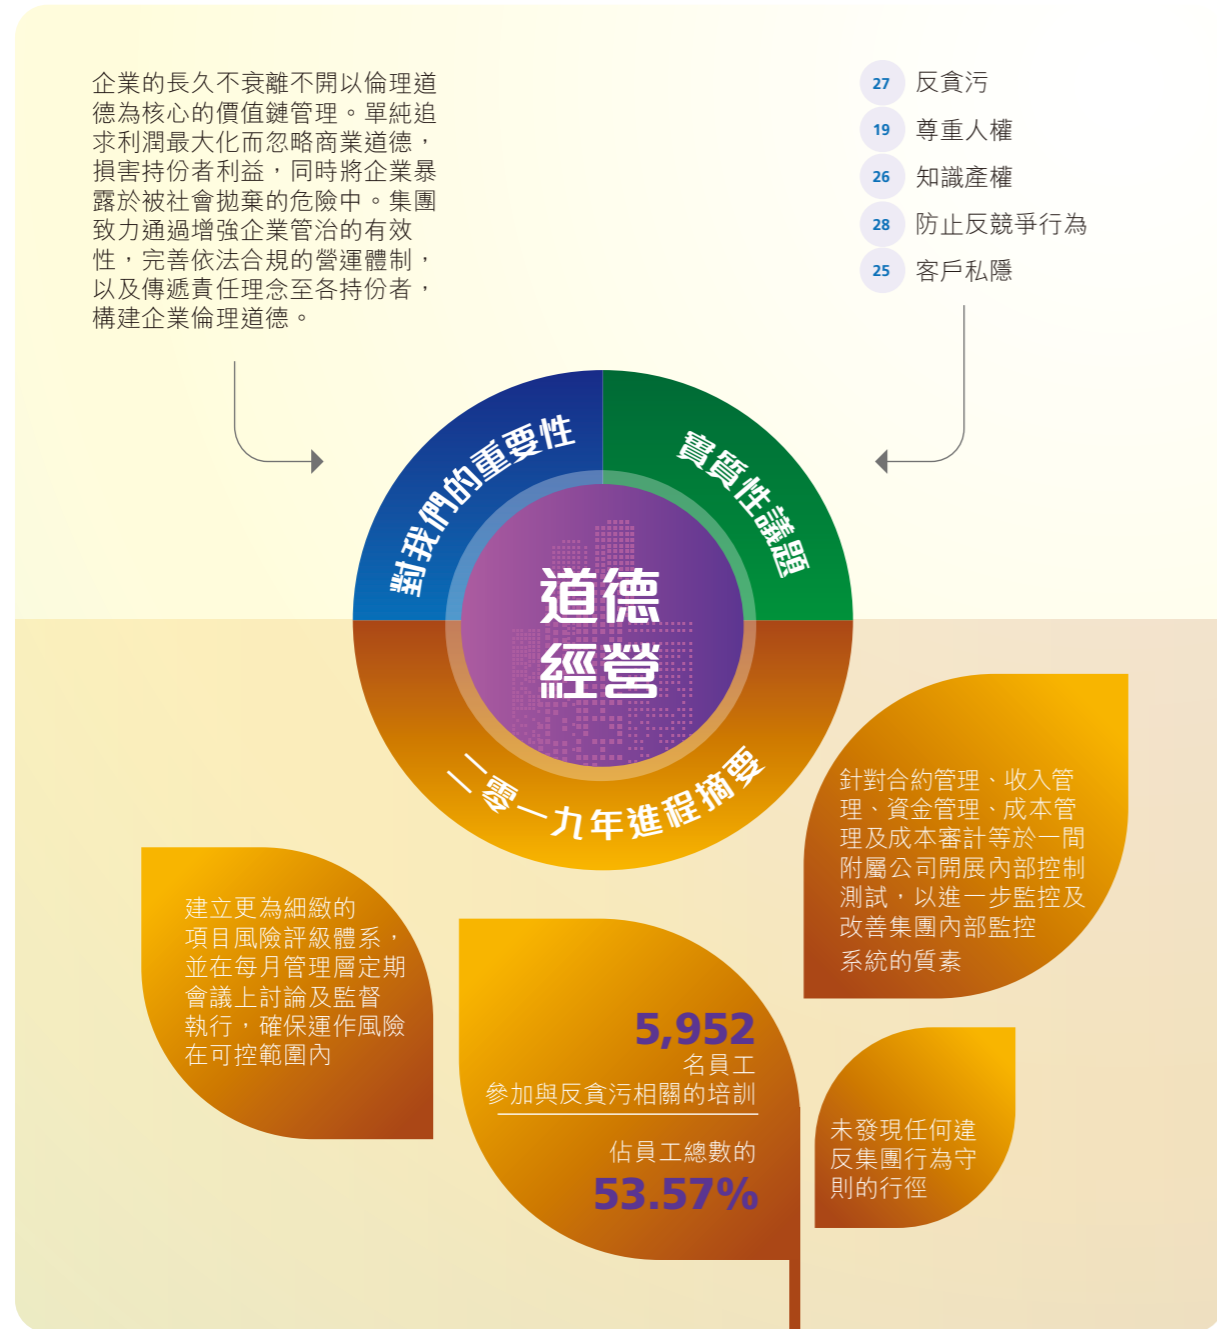 企業的長久不衰離不開以倫理道
德為核心的價值鏈管理。單純追
求利潤最大化而忽略商業道德，
損害持份者利益，同時將企業暴
露於被社會拋棄的危險中。集團
致力通過增強企業管治的有效
性，完善依法合規的營運體制，
以及傳遞責任理念至各持份者，
構建企業倫理道德。
27 反貪污
19 尊重人權
26 知識產權
28 防止反競爭行為
25 客戶私隱
對我們的重要性
實質性議題
道德
經營
二零一九年進程摘要
針對合約管理、收入管
理、資金管理、成本管
理及成本審計等於一間
附屬公司開展內部控制
測試，以進一步監控及
改善集團內部監控
系統的質素
建立更為細緻的
項目風險評級體系，
並在每月管理層定期
會議上討論及監督
執行，確保運作風險
在可控範圍內
5,952
名員工
參加與反貪污相關的培訓
佔員工總數的
53.57%
未發現任何違
反集團行為守
則的行徑